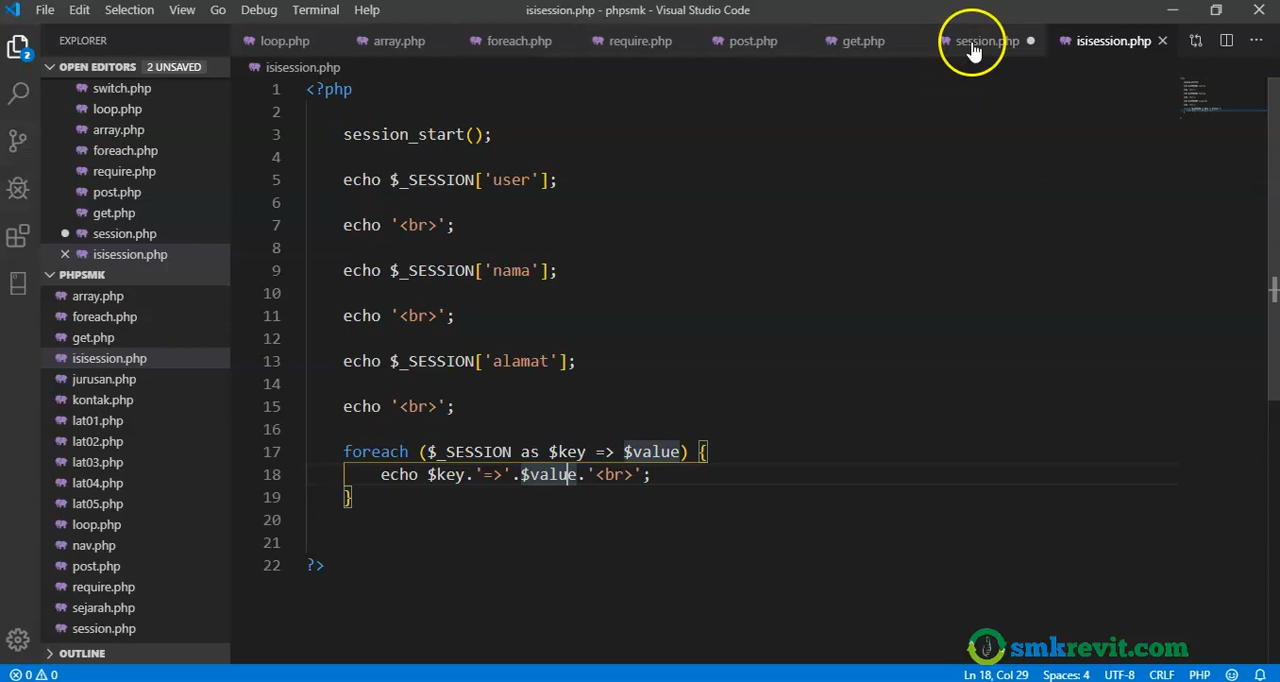 File Edit Selection View Go Debug Terminal Help
isisession.php - phpsmk - Visual Studio Code
EXPLORER
loop.php array.php foreach.php require.php post.php get.php session.php isisession.php
OPEN EDITORS 2 UNSAVED
switch.php
loop.php
array.php
foreach.php
require.php
post.php
get.php
session.php
isisession.php
PHPSMK
array.php
foreach.php
get.php
isisession.php
jurusan.php
kontak.php
lat01.php
lat02.php
lat03.php
lat04.php
lat05.php
loop.php
nav.php
post.php
require.php
sejarah.php
session.php
OUTLINE
2
isisession.php
1 <?php
2
3 session_start();
4
5 echo $_SESSION['user'];
6
7 echo '<br>';
8
9 echo $_SESSION['nama'];
10
11 echo '<br>';
12
13 echo $_SESSION['alamat'];
14
15 echo '<br>';
16
17 foreach ($_SESSION as $key => $value) {
18 echo $key.'=>'.$value.'<br>';
19 }
20
21
22 ?>
smkrevit.com
0 0 Ln 18, Col 29 Spaces: 4 UTF-8 CRLF PHP